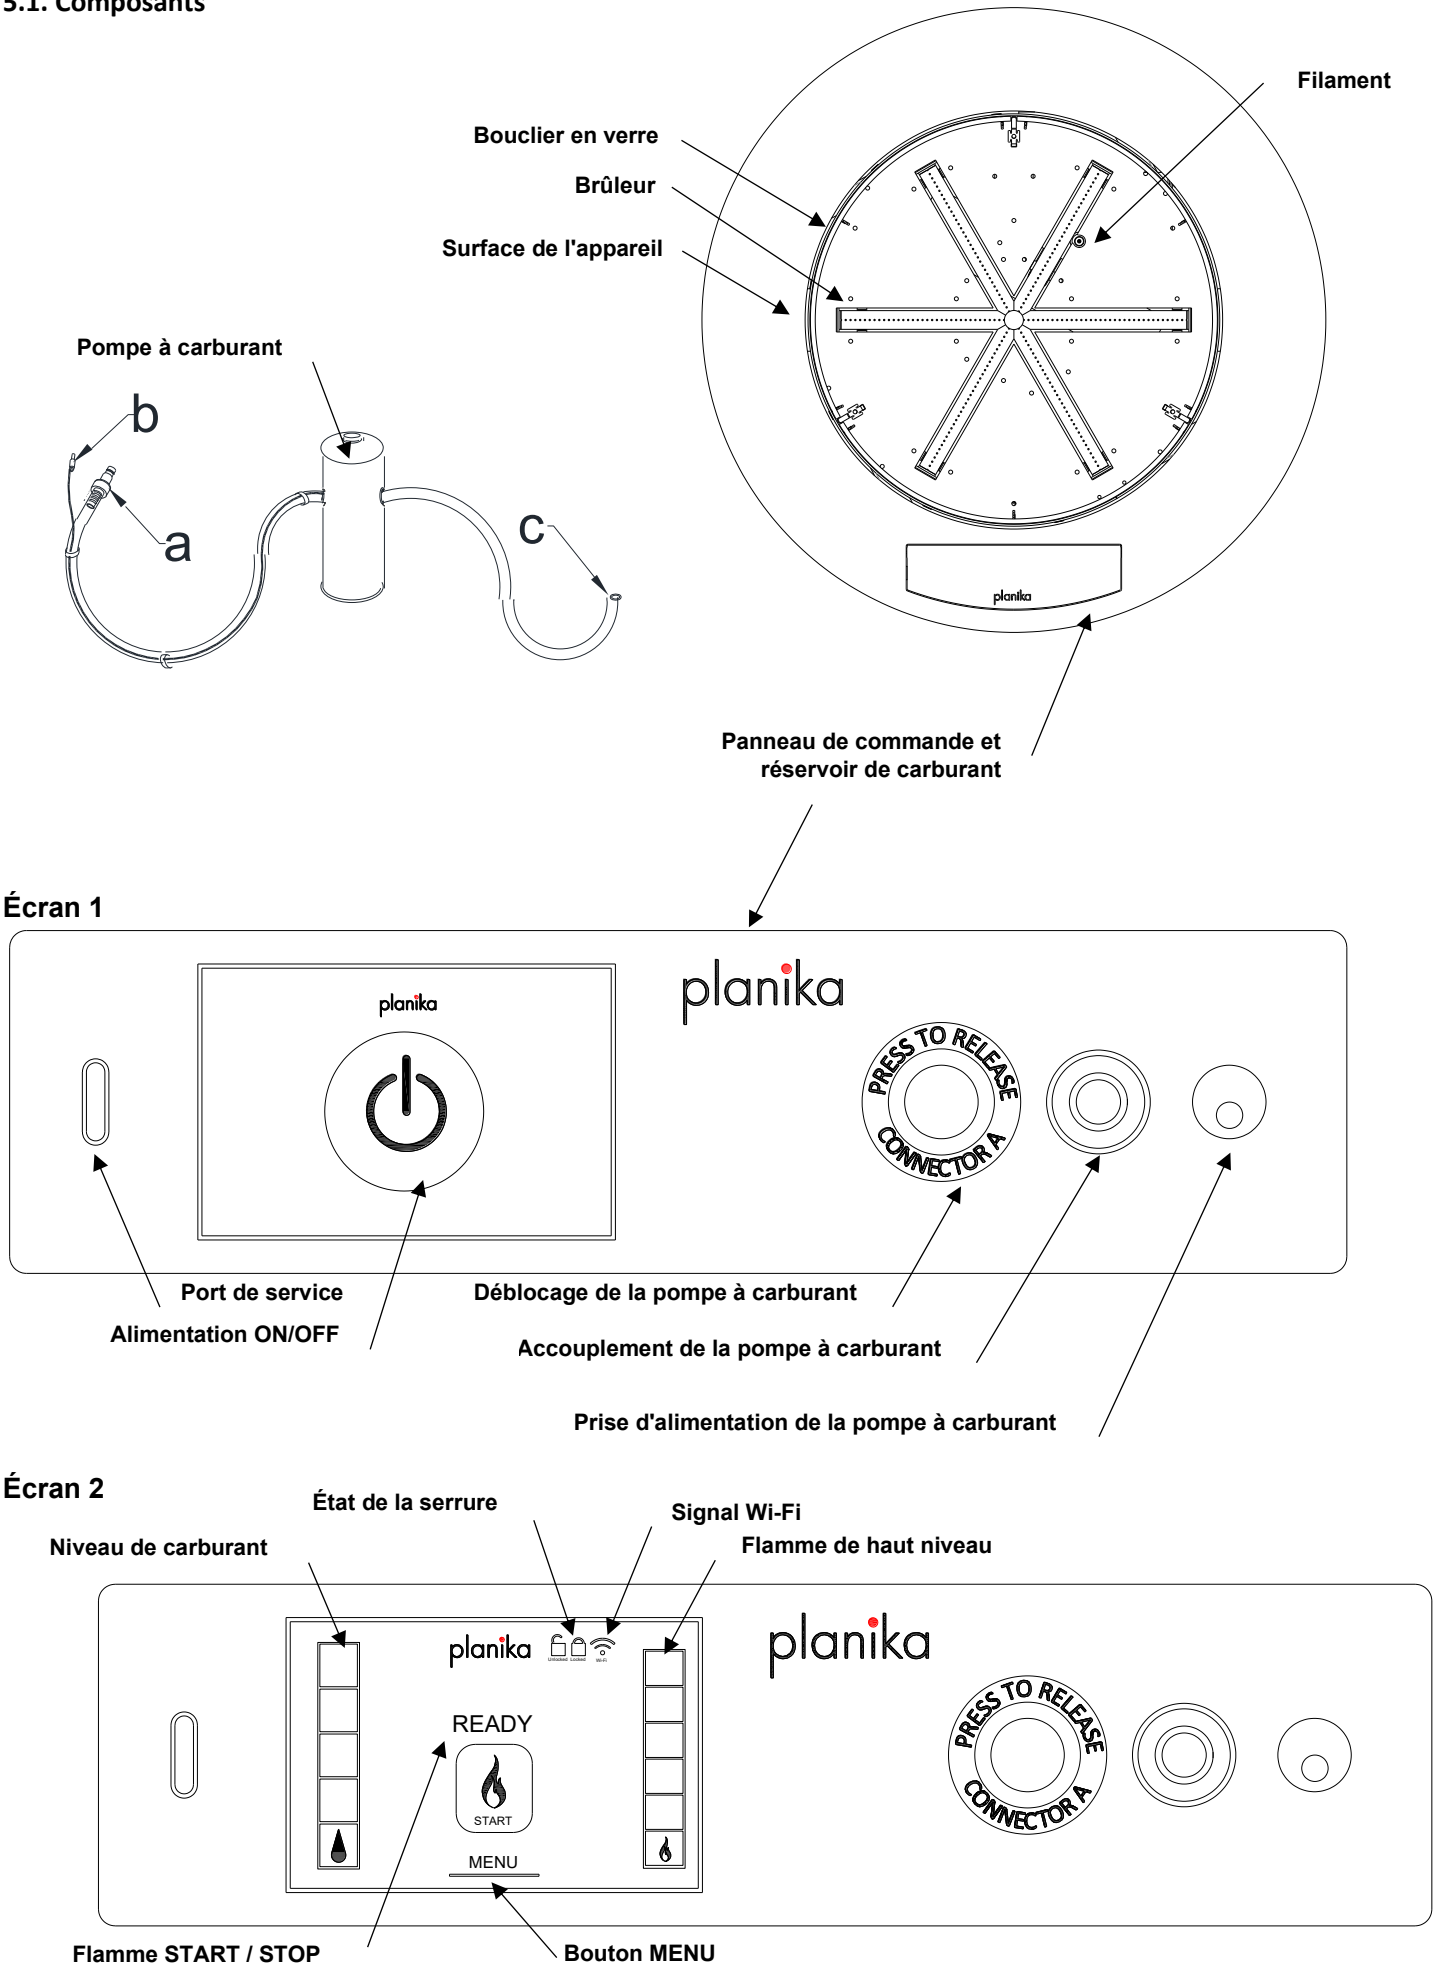 5.1. Composants
Filament
Bouclier en verre
Brûleur
Surface de l'appareil
Pompe à carburant
b
a
c
planika
Panneau de commande et
réservoir de carburant
Écran 1
planika
planika
PRESS TO RELEASE
CONNECTOR A
Port de service
Déblocage de la pompe à carburant
Alimentation ON/OFF
Accouplement de la pompe à carburant
Prise d'alimentation de la pompe à carburant
Écran 2
État de la serrure
Signal Wi-Fi
Niveau de carburant
Flamme de haut niveau
planika
Unlocked Locked Wi-Fi
planika
READY
START
MENU
PRESS TO RELEASE
CONNECTOR A
Flamme START / STOP
Bouton MENU